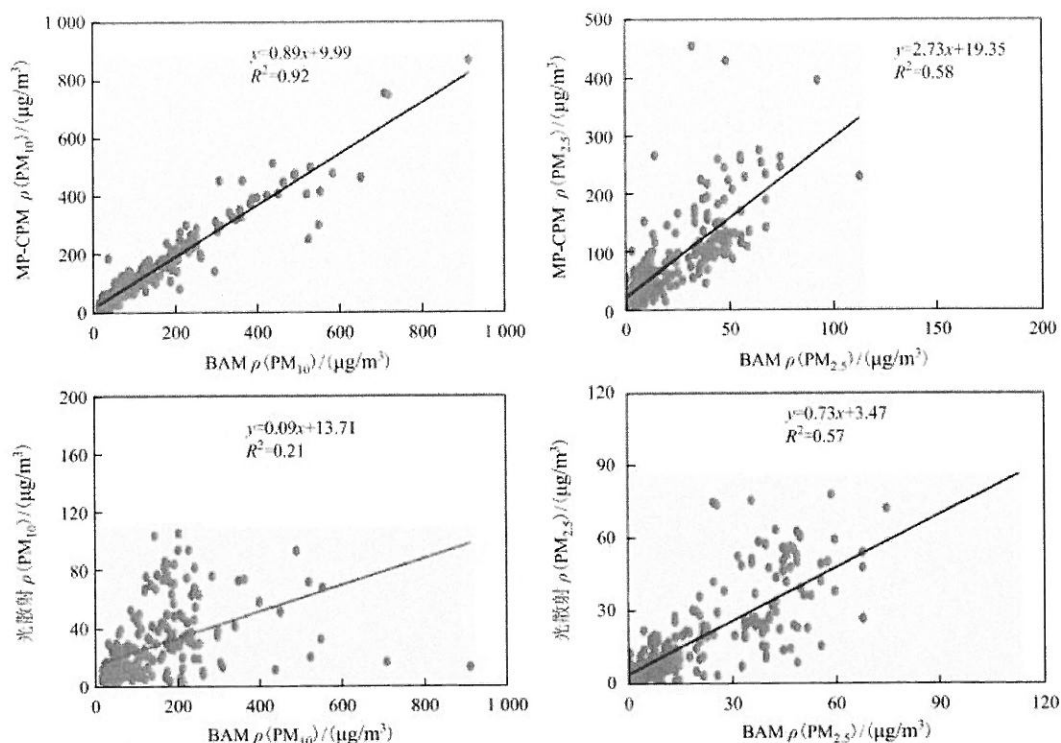 1 000
800
600
400
200
0
MP-CPM ρ(PM₁₀)/(μg/m³)
y=0.89x+9.99
R²=0.92
0 200 400 600 800 1 000
BAM ρ(PM₁₀)/(μg/m³)
500
400
300
200
100
0
MP-CPM ρ(PM₂.₅)/(μg/m³)
y=2.73x+19.35
R²=0.58
0 50 100 150 200
BAM ρ(PM₂.₅)/(μg/m³)
200
160
120
80
40
0
光散射 ρ(PM₁₀)/(μg/m³)
y=0.09x+13.71
R²=0.21
0 200 400 600 800 1 000
BAM ρ(PM₁₀)/(μg/m³)
120
90
60
30
0
光散射 ρ(PM₂.₅)/(μg/m³)
y=0.73x+3.47
R²=0.57
0 30 60 90 120
BAM ρ(PM₂.₅)/(μg/m³)